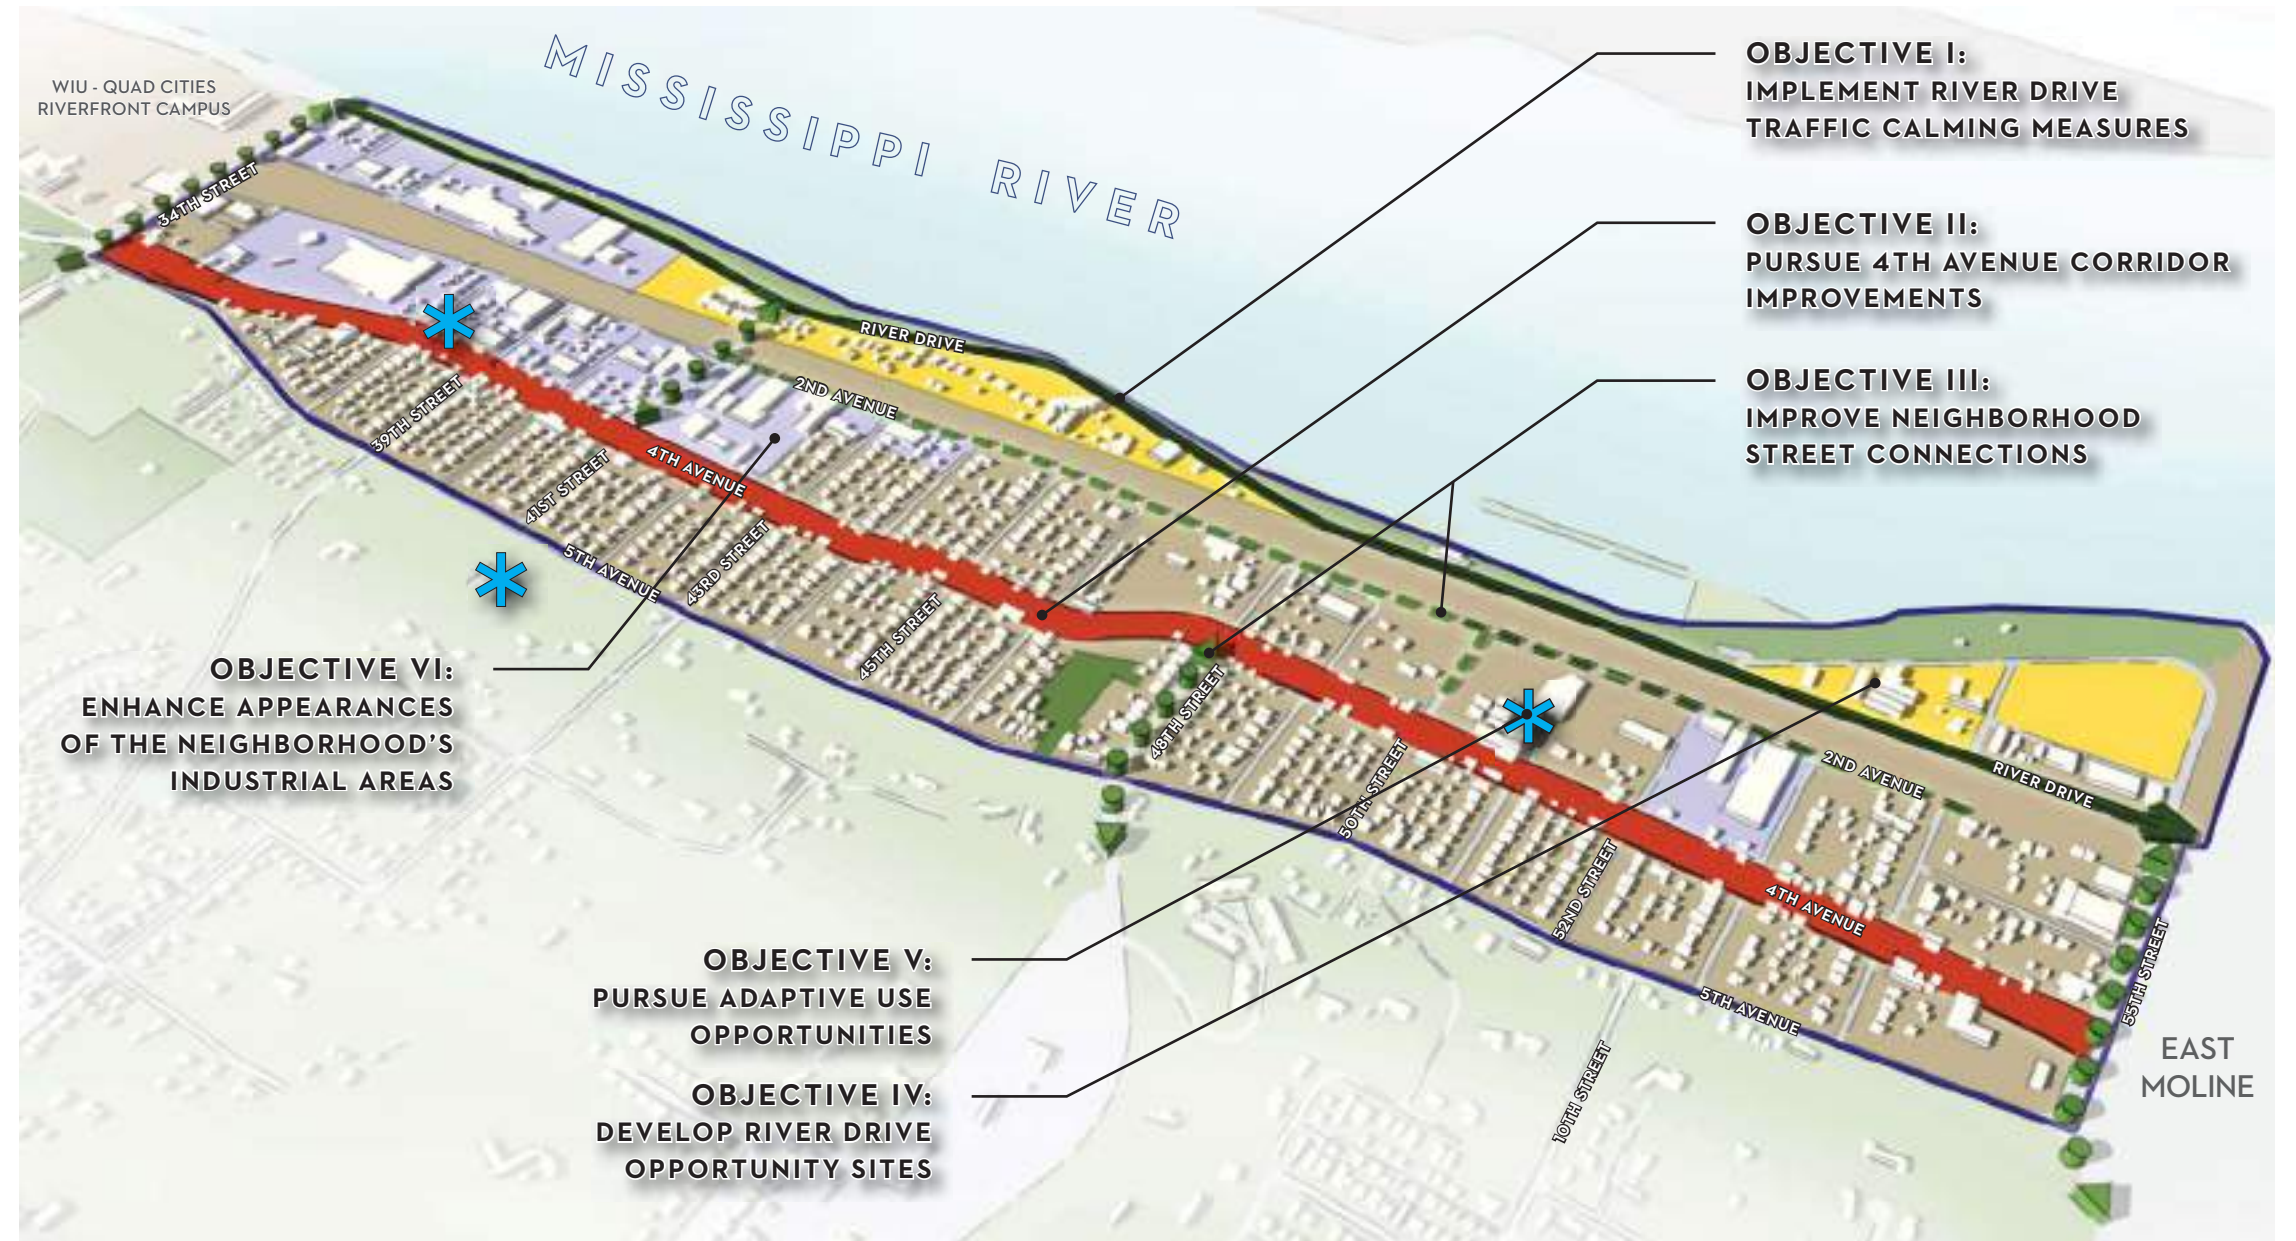 WIU - QUAD CITIES
RIVERFRONT CAMPUS
MISSISSIPPI RIVER
OBJECTIVE I:
IMPLEMENT RIVER DRIVE
TRAFFIC CALMING MEASURES
OBJECTIVE II:
PURSUE 4TH AVENUE CORRIDOR
IMPROVEMENTS
OBJECTIVE III:
IMPROVE NEIGHBORHOOD
STREET CONNECTIONS
34TH STREET
RIVER DRIVE
2ND AVENUE
39TH STREET
41ST STREET
4TH AVENUE
5TH AVENUE
43RD STREET
45TH STREET
48TH STREET
50TH STREET
52ND STREET
2ND AVENUE
RIVER DRIVE
4TH AVENUE
5TH AVENUE
55TH STREET
10TH STREET
EAST
MOLINE
OBJECTIVE VI:
ENHANCE APPEARANCES
OF THE NEIGHBORHOOD'S
INDUSTRIAL AREAS
OBJECTIVE V:
PURSUE ADAPTIVE USE
OPPORTUNITIES
OBJECTIVE IV:
DEVELOP RIVER DRIVE
OPPORTUNITY SITES